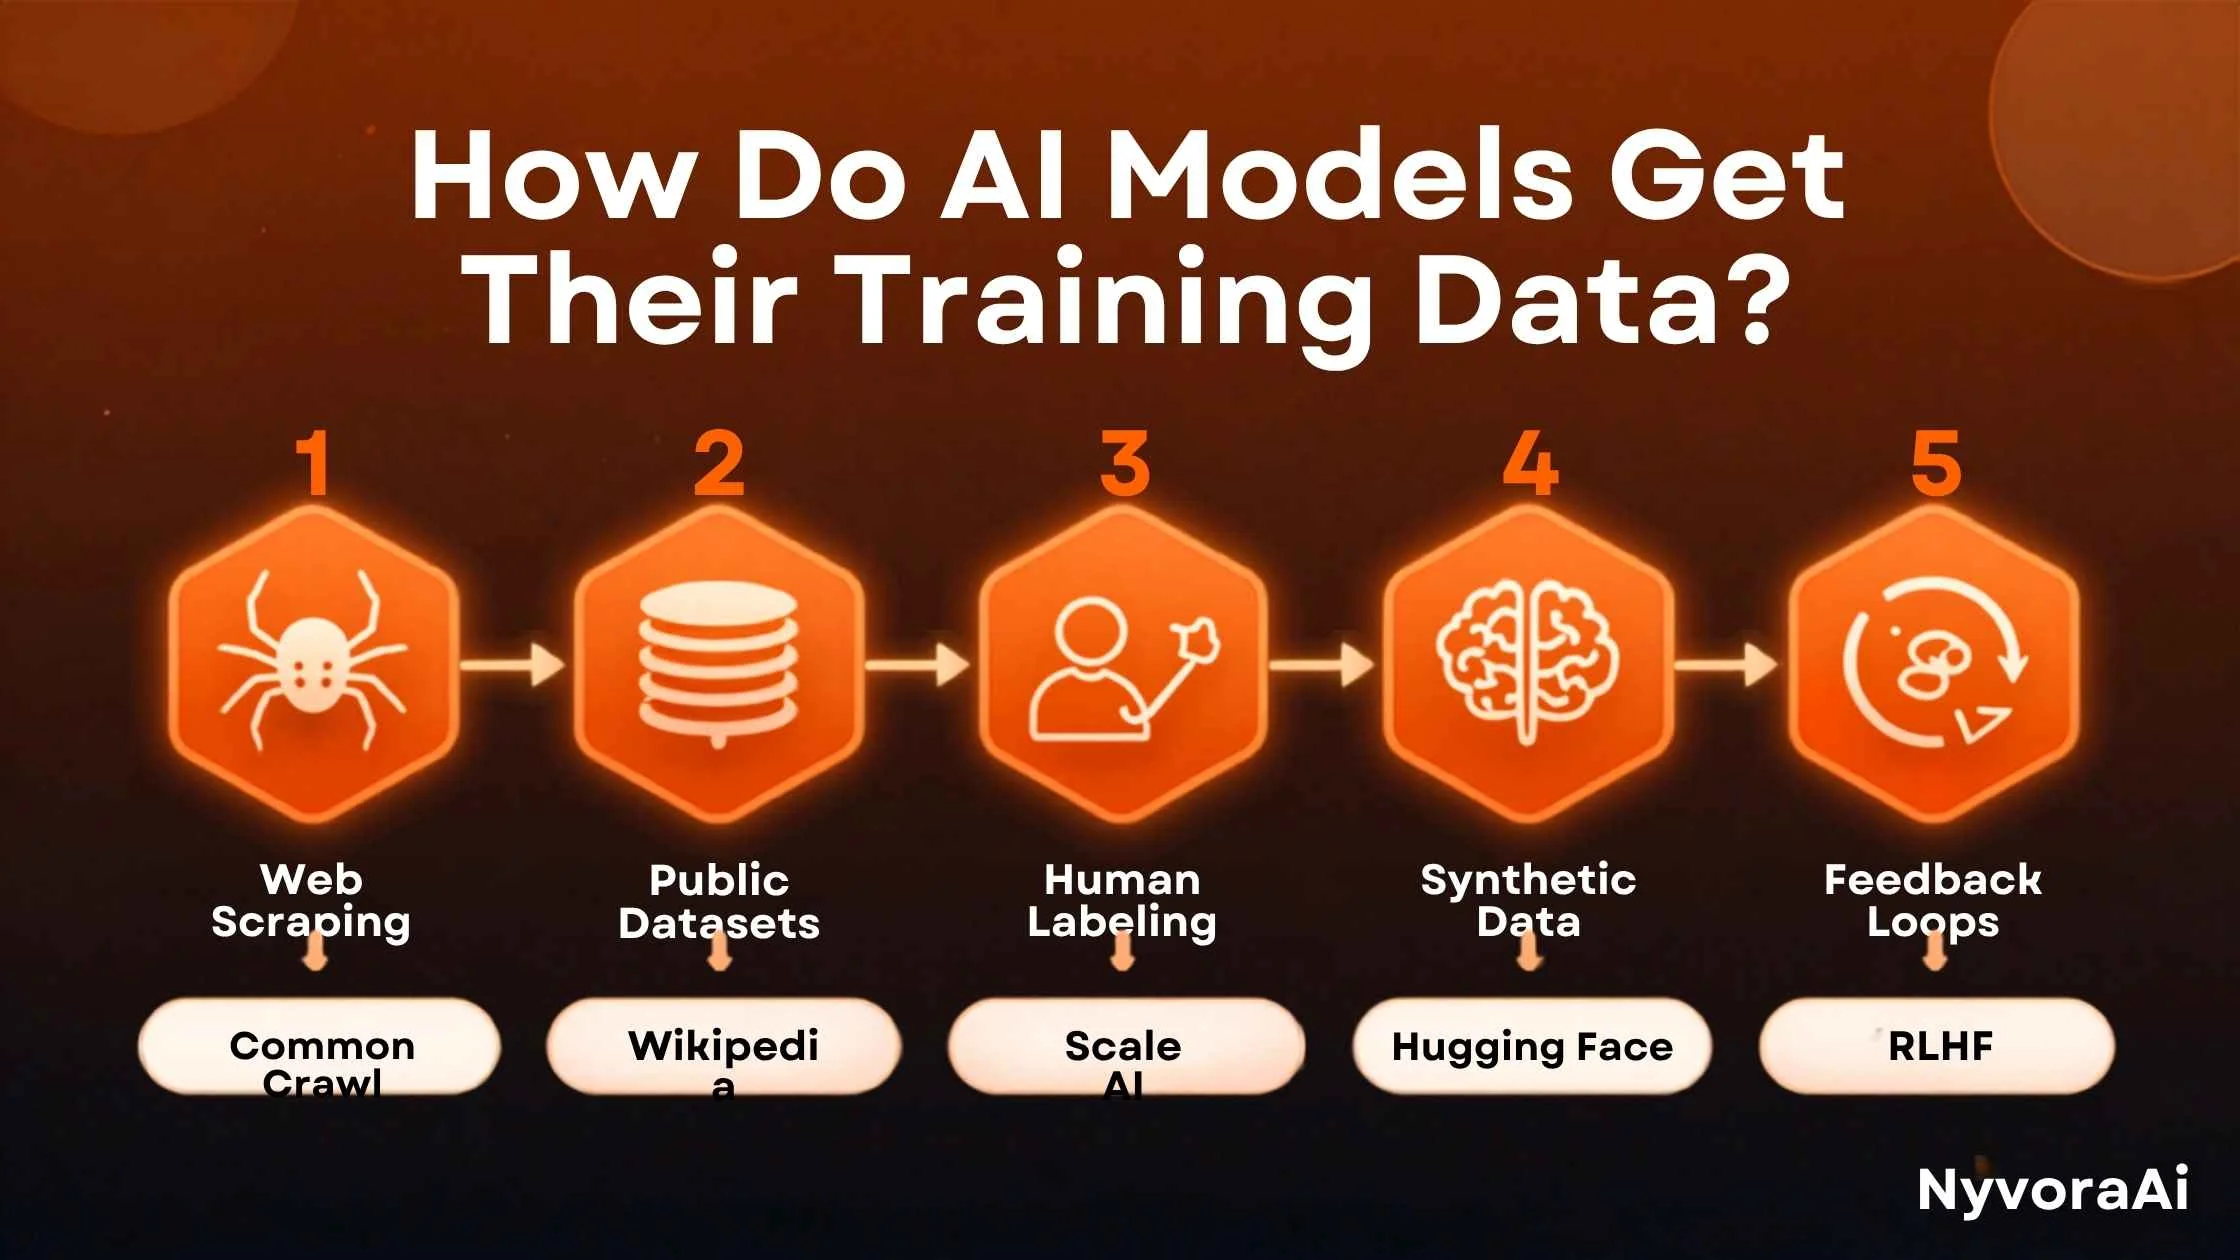 How Do AI Models Get
Their Training Data?
1
2
3
4
5
Web
Scraping
Public
Datasets
Human
Labeling
Synthetic
Data
Feedback
Loops
Common
Crawl
Wikipedi
a
Scale
AI
Hugging Face
RLHF
NyvoraAi